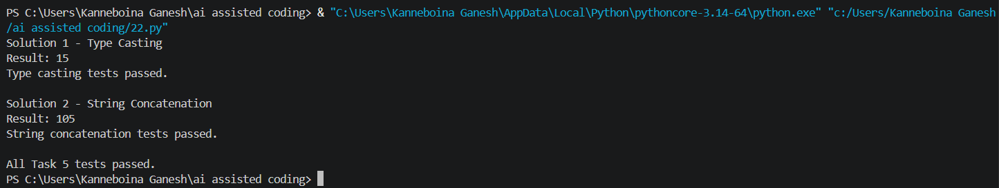 PS C:\Users\Kanneboina Ganesh\ai assisted coding> & "C:\Users\Kanneboina Ganesh\AppData\Local\Python\pythoncore-3.14-64\python.exe" "c:/Users/Kanneboina Ganesh
/ai assisted coding/22.py"
Solution 1 - Type Casting
Result: 15
Type casting tests passed.
Solution 2 - String Concatenation
Result: 105
String concatenation tests passed.
All Task 5 tests passed.
PS C:\Users\Kanneboina Ganesh\ai assisted coding>